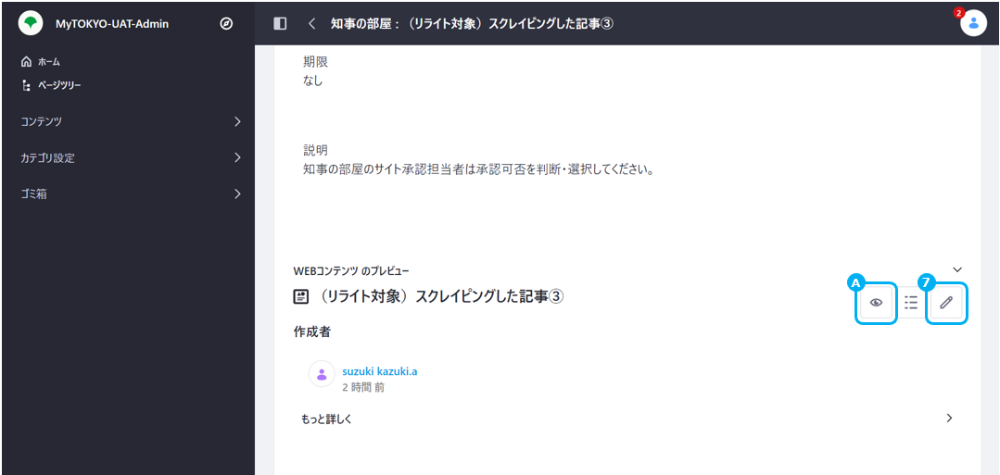 MyTOKYO-UAT-Admin
ホーム
ページツリー
コンテンツ
カテゴリ設定
ゴミ箱
知事の部屋 : （リライト対象）スクレイピングした記事③
2
期限
なし
説明
知事の部屋のサイト承認担当者は承認可否を判断・選択してください。
WEBコンテンツ のプレビュー
（リライト対象）スクレイピングした記事③
A
7
作成者
suzuki kazuki.a
2 時間 前
もっと詳しく